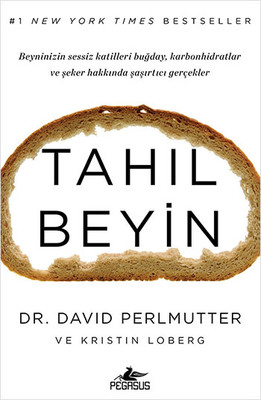 #1 NEW YORK TIMES BESTSELLER
Beyninizin sessiz katilleri buğday, karbonhidratlar
ve şeker hakkında şaşırtıcı gerçekler
TAHIL
BEYİN
DR. DAVID PERLMUTTER
VE KRISTIN LOBERG
PEGASUS